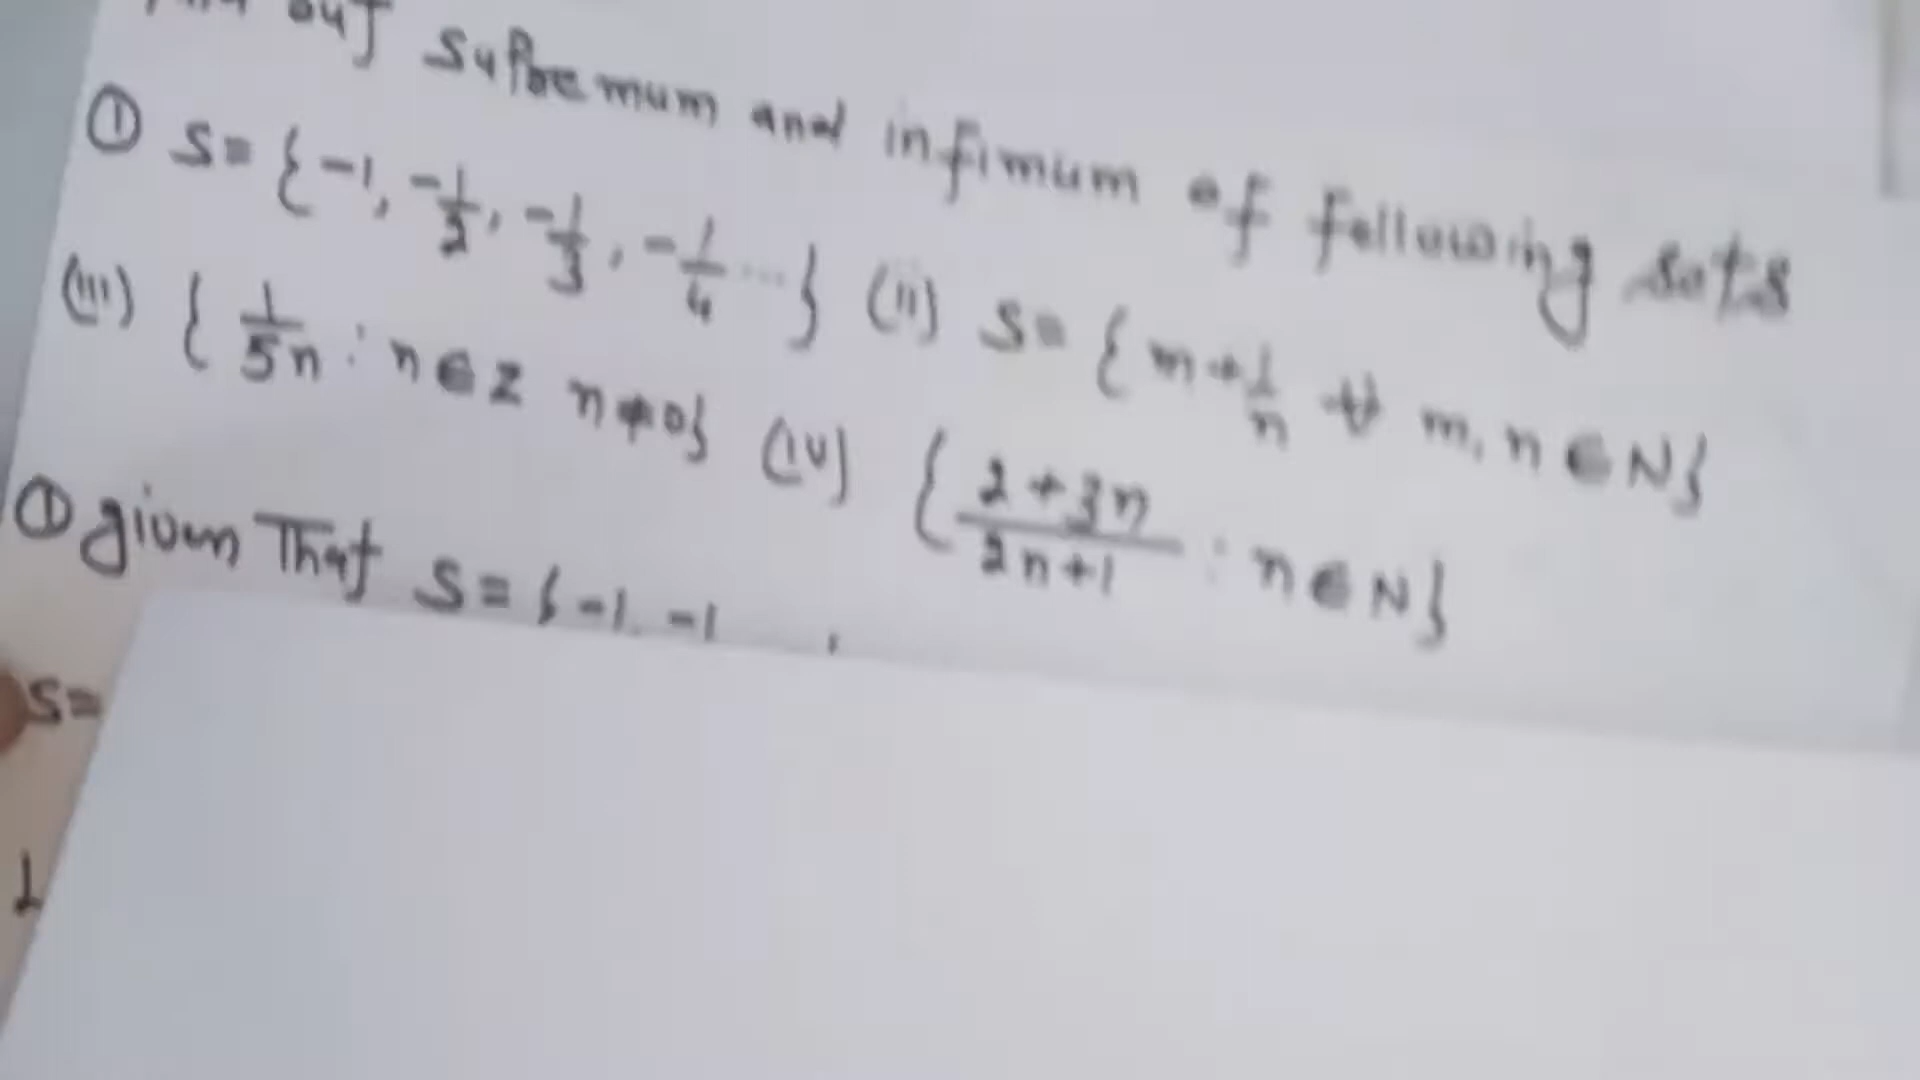 out supremum and infimum of following sets
① S= {-1, -1/2, -1/3, -1/4 ...} (ii) S= {m+1/n ∀ m, n ∈ N}
(iii) {1/5n : n∈Z n≠0} (iv) {2+3n/2n+1 : n∈N}
① given That S= {-1, -1
S=